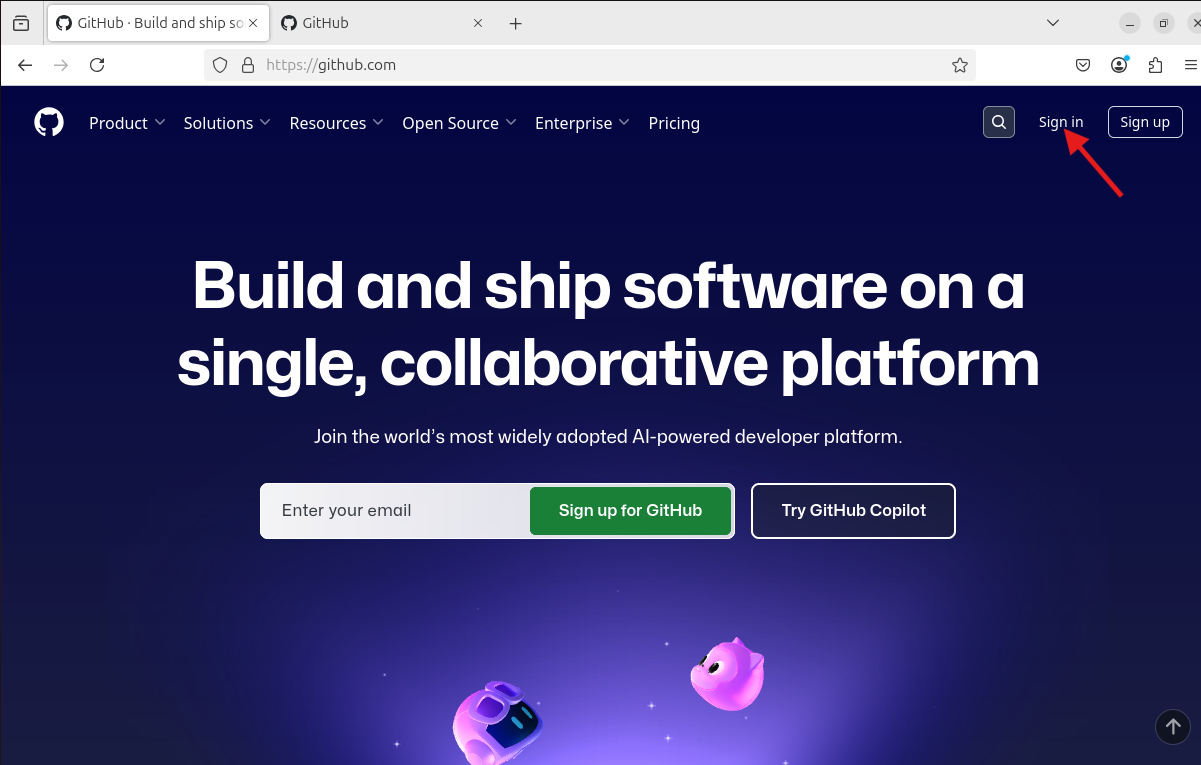 GitHub · Build and ship so
GitHub
https://github.com
Product
Solutions
Resources
Open Source
Enterprise
Pricing
Sign in
Sign up
Build and ship software on a
single, collaborative platform
Join the world’s most widely adopted AI-powered developer platform.
Enter your email
Sign up for GitHub
Try GitHub Copilot